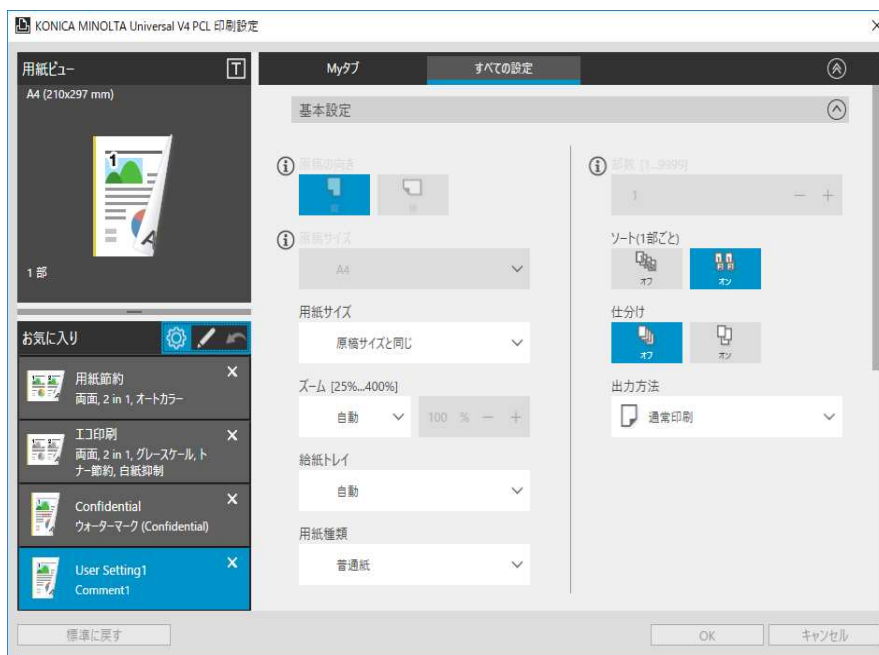 KONICA MINOLTA Universal V4 PCL 印刷設定
用紙ビュー
T
A4 (210x297 mm)
1
A
1 部
お気に入り
用紙節約
両面, 2 in 1, オートカラー
エコ印刷
両面, 2 in 1, グレースケール, ト
ナー節約, 白紙抑制
Confidential
ウォーターマーク (Confidential)
User Setting1
Comment1
Myタブ
すべての設定
基本設定
原稿の向き
縦
横
原稿サイズ
A4
用紙サイズ
原稿サイズと同じ
ズーム [25%...400%]
自動
100 % − +
給紙トレイ
自動
用紙種類
普通紙
部数 [1...9999]
1 − +
ソート(1部ごと)
オフ
オン
仕分け
オフ
オン
出力方法
通常印刷
標準に戻す
OK
キャンセル